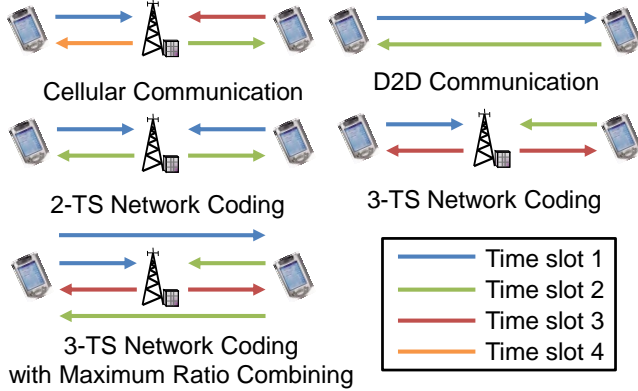 Cellular Communication
D2D Communication
2-TS Network Coding
3-TS Network Coding
3-TS Network Coding
with Maximum Ratio Combining
Time slot 1
Time slot 2
Time slot 3
Time slot 4